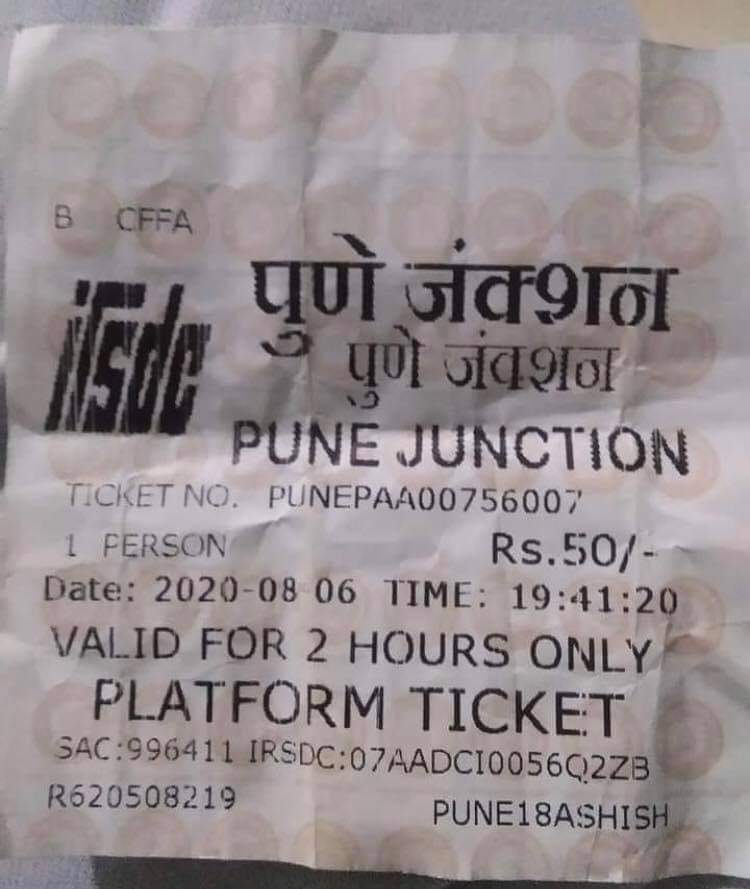 B CFFA
irsdc
पुणे जंक्शन
पुणे जंक्शन
PUNE JUNCTION
TICKET NO. PUNEPAA00756007
1 PERSON Rs.50/-
Date: 2020-08 06 TIME: 19:41:20
VALID FOR 2 HOURS ONLY
PLATFORM TICKET
SAC:996411 IRSDC:07AADCI0056Q2ZB
R620508219 PUNE18ASHISH